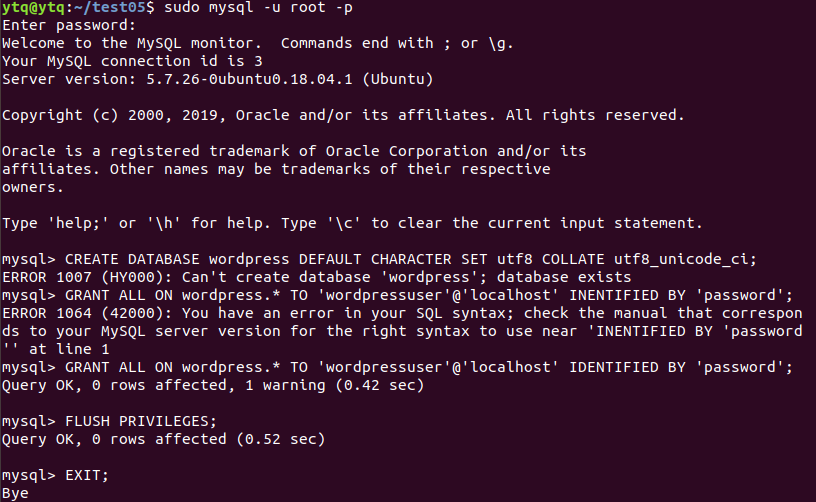 ytq@ytq:~/test05$ sudo mysql -u root -p
Enter password:
Welcome to the MySQL monitor.  Commands end with ; or \g.
Your MySQL connection id is 3
Server version: 5.7.26-0ubuntu0.18.04.1 (Ubuntu)
Copyright (c) 2000, 2019, Oracle and/or its affiliates. All rights reserved.
Oracle is a registered trademark of Oracle Corporation and/or its
affiliates. Other names may be trademarks of their respective
owners.
Type 'help;' or '\h' for help. Type '\c' to clear the current input statement.
mysql> CREATE DATABASE wordpress DEFAULT CHARACTER SET utf8 COLLATE utf8_unicode_ci;
ERROR 1007 (HY000): Can't create database 'wordpress'; database exists
mysql> GRANT ALL ON wordpress.* TO 'wordpressuser'@'localhost' INENTIFIED BY 'password';
ERROR 1064 (42000): You have an error in your SQL syntax; check the manual that correspon
ds to your MySQL server version for the right syntax to use near 'INENTIFIED BY 'password
'' at line 1
mysql> GRANT ALL ON wordpress.* TO 'wordpressuser'@'localhost' IDENTIFIED BY 'password';
Query OK, 0 rows affected, 1 warning (0.42 sec)
mysql> FLUSH PRIVILEGES;
Query OK, 0 rows affected (0.52 sec)
mysql> EXIT;
Bye